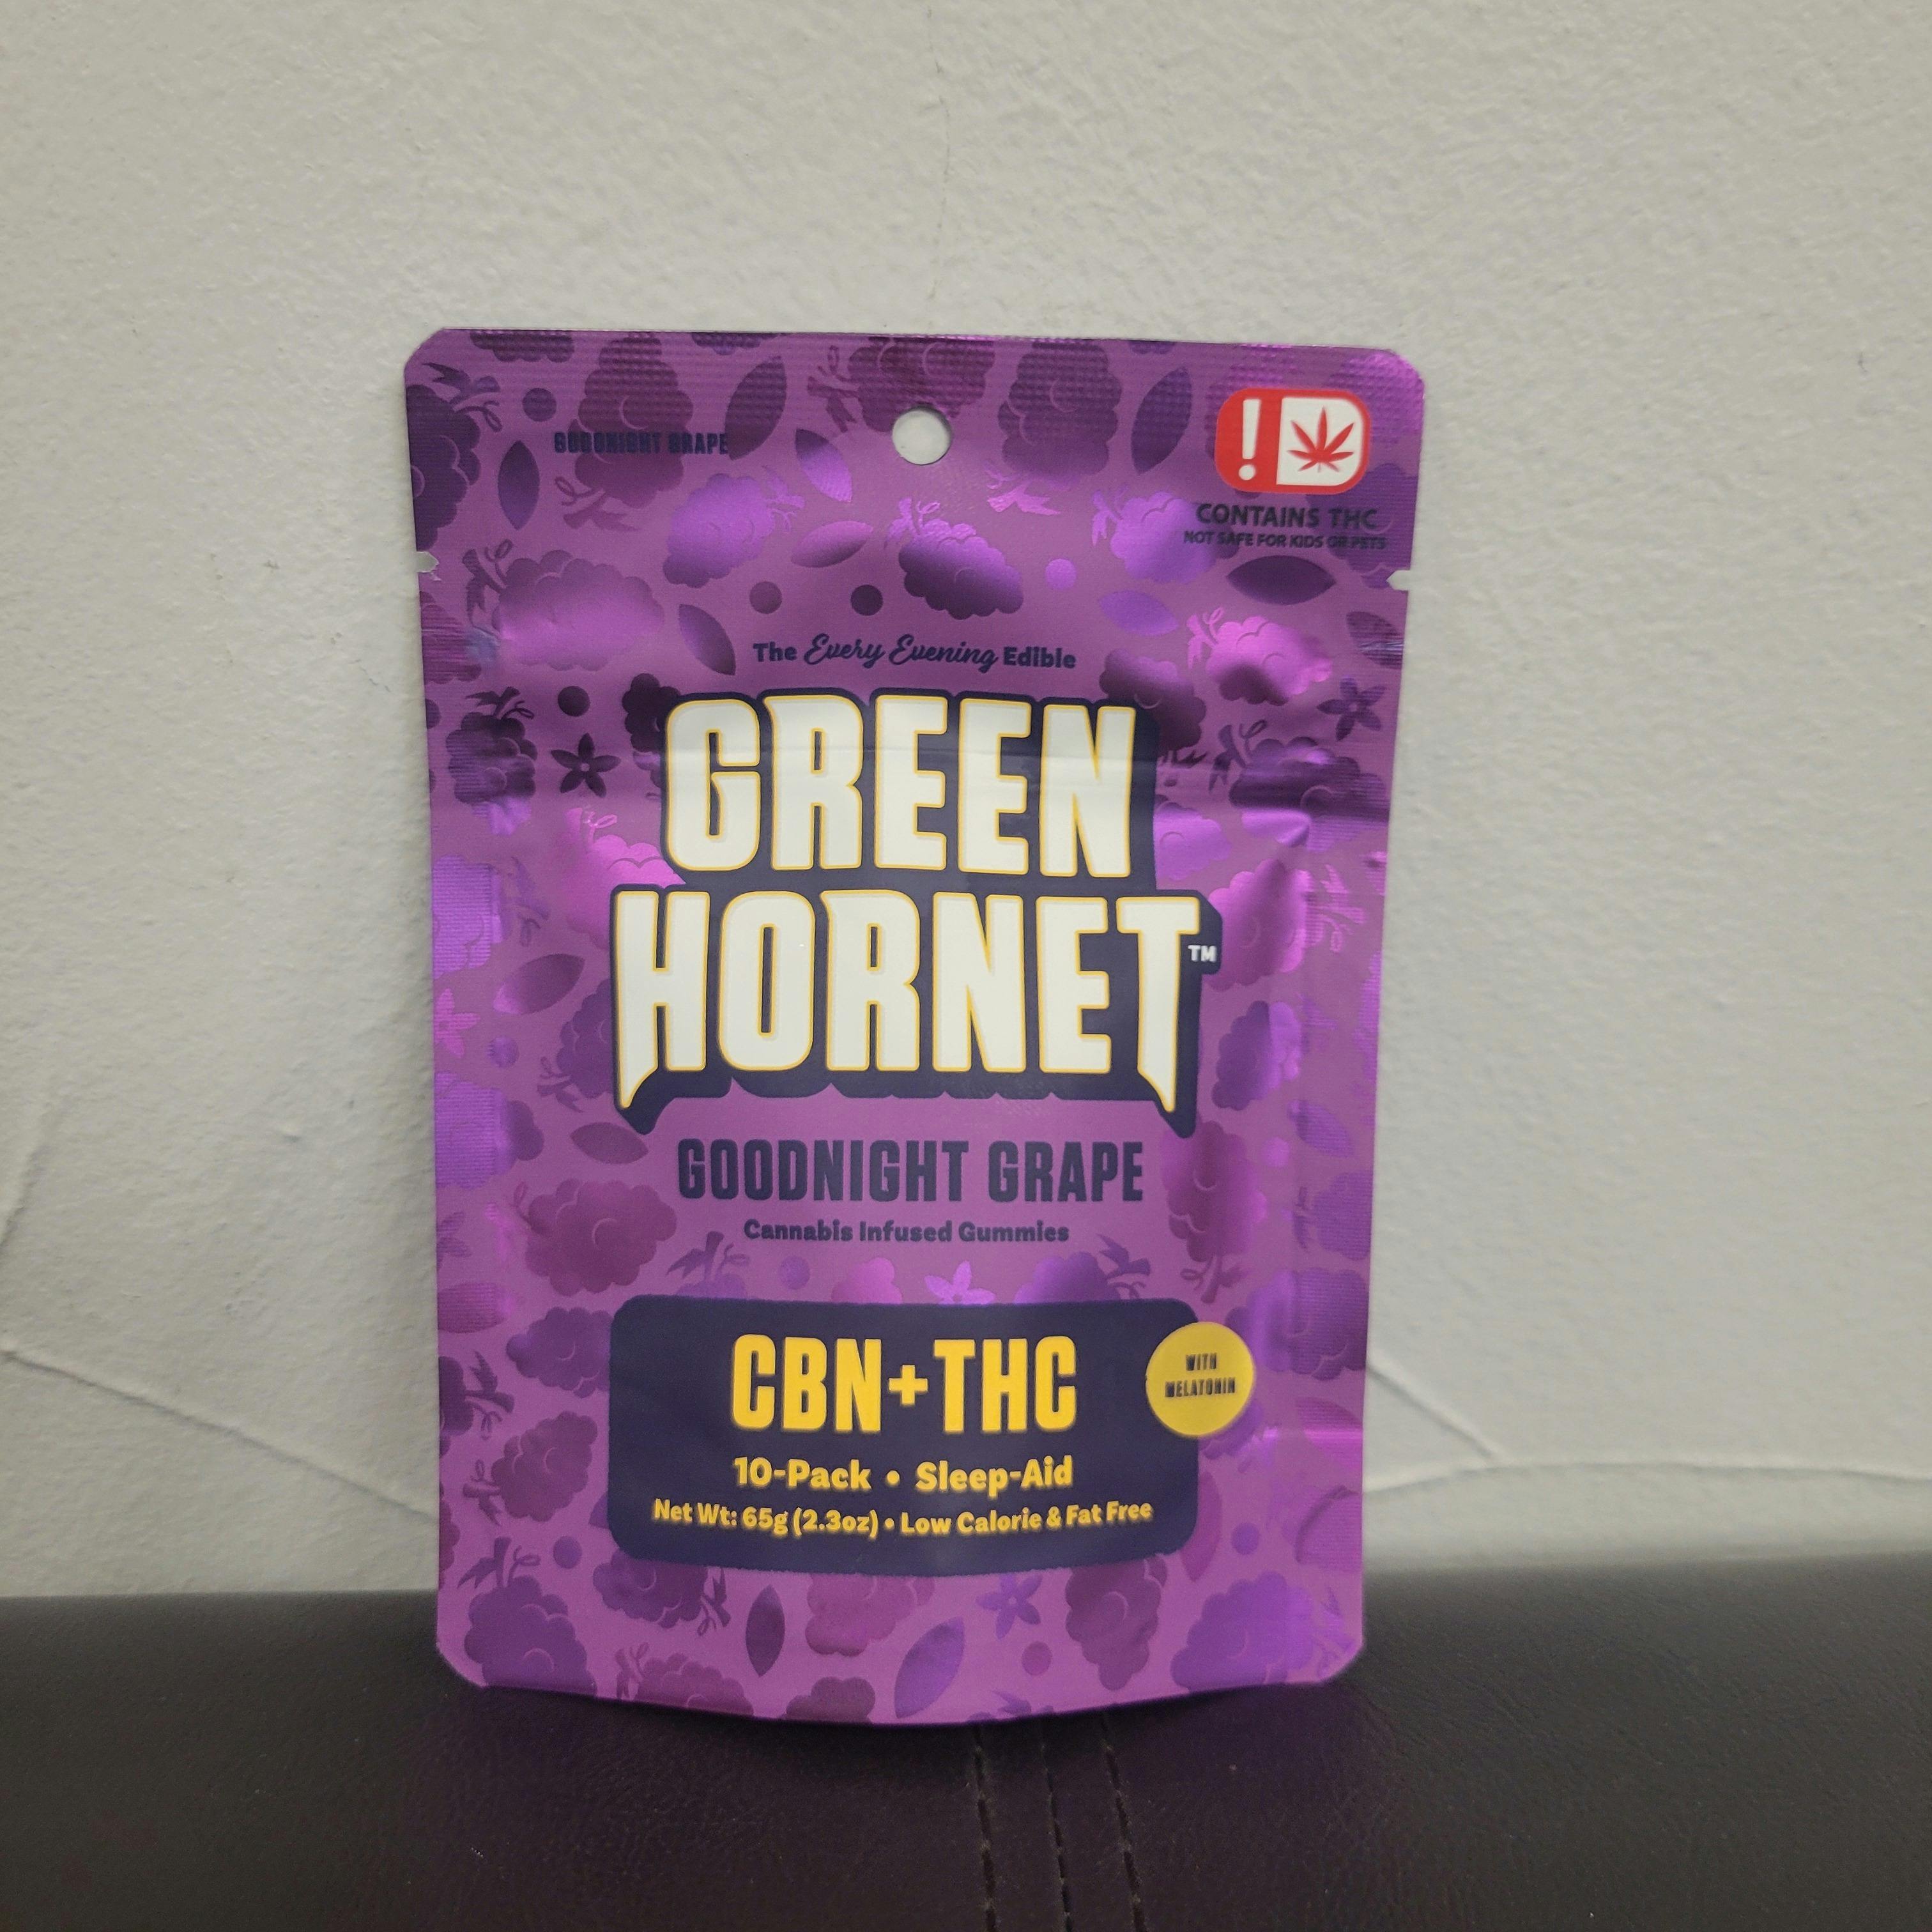 GOODNIGHT GRAPE
!
CONTAINS THC
NOT SAFE FOR KIDS OR PETS
The Every Evening Edible
GREEN
HORNET™
GOODNIGHT GRAPE
Cannabis Infused Gummies
CBN+THC
WITH
MELATONIN
10-Pack • Sleep-Aid
Net Wt: 65g (2.3oz) • Low Calorie & Fat Free